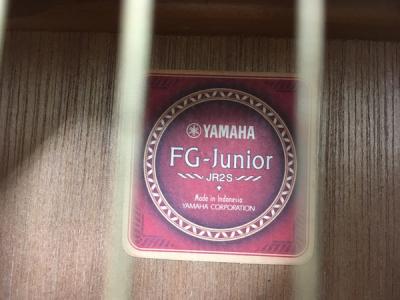 YAMAHA
FG-Junior
JR2S
Made in Indonesia
YAMAHA CORPORATION